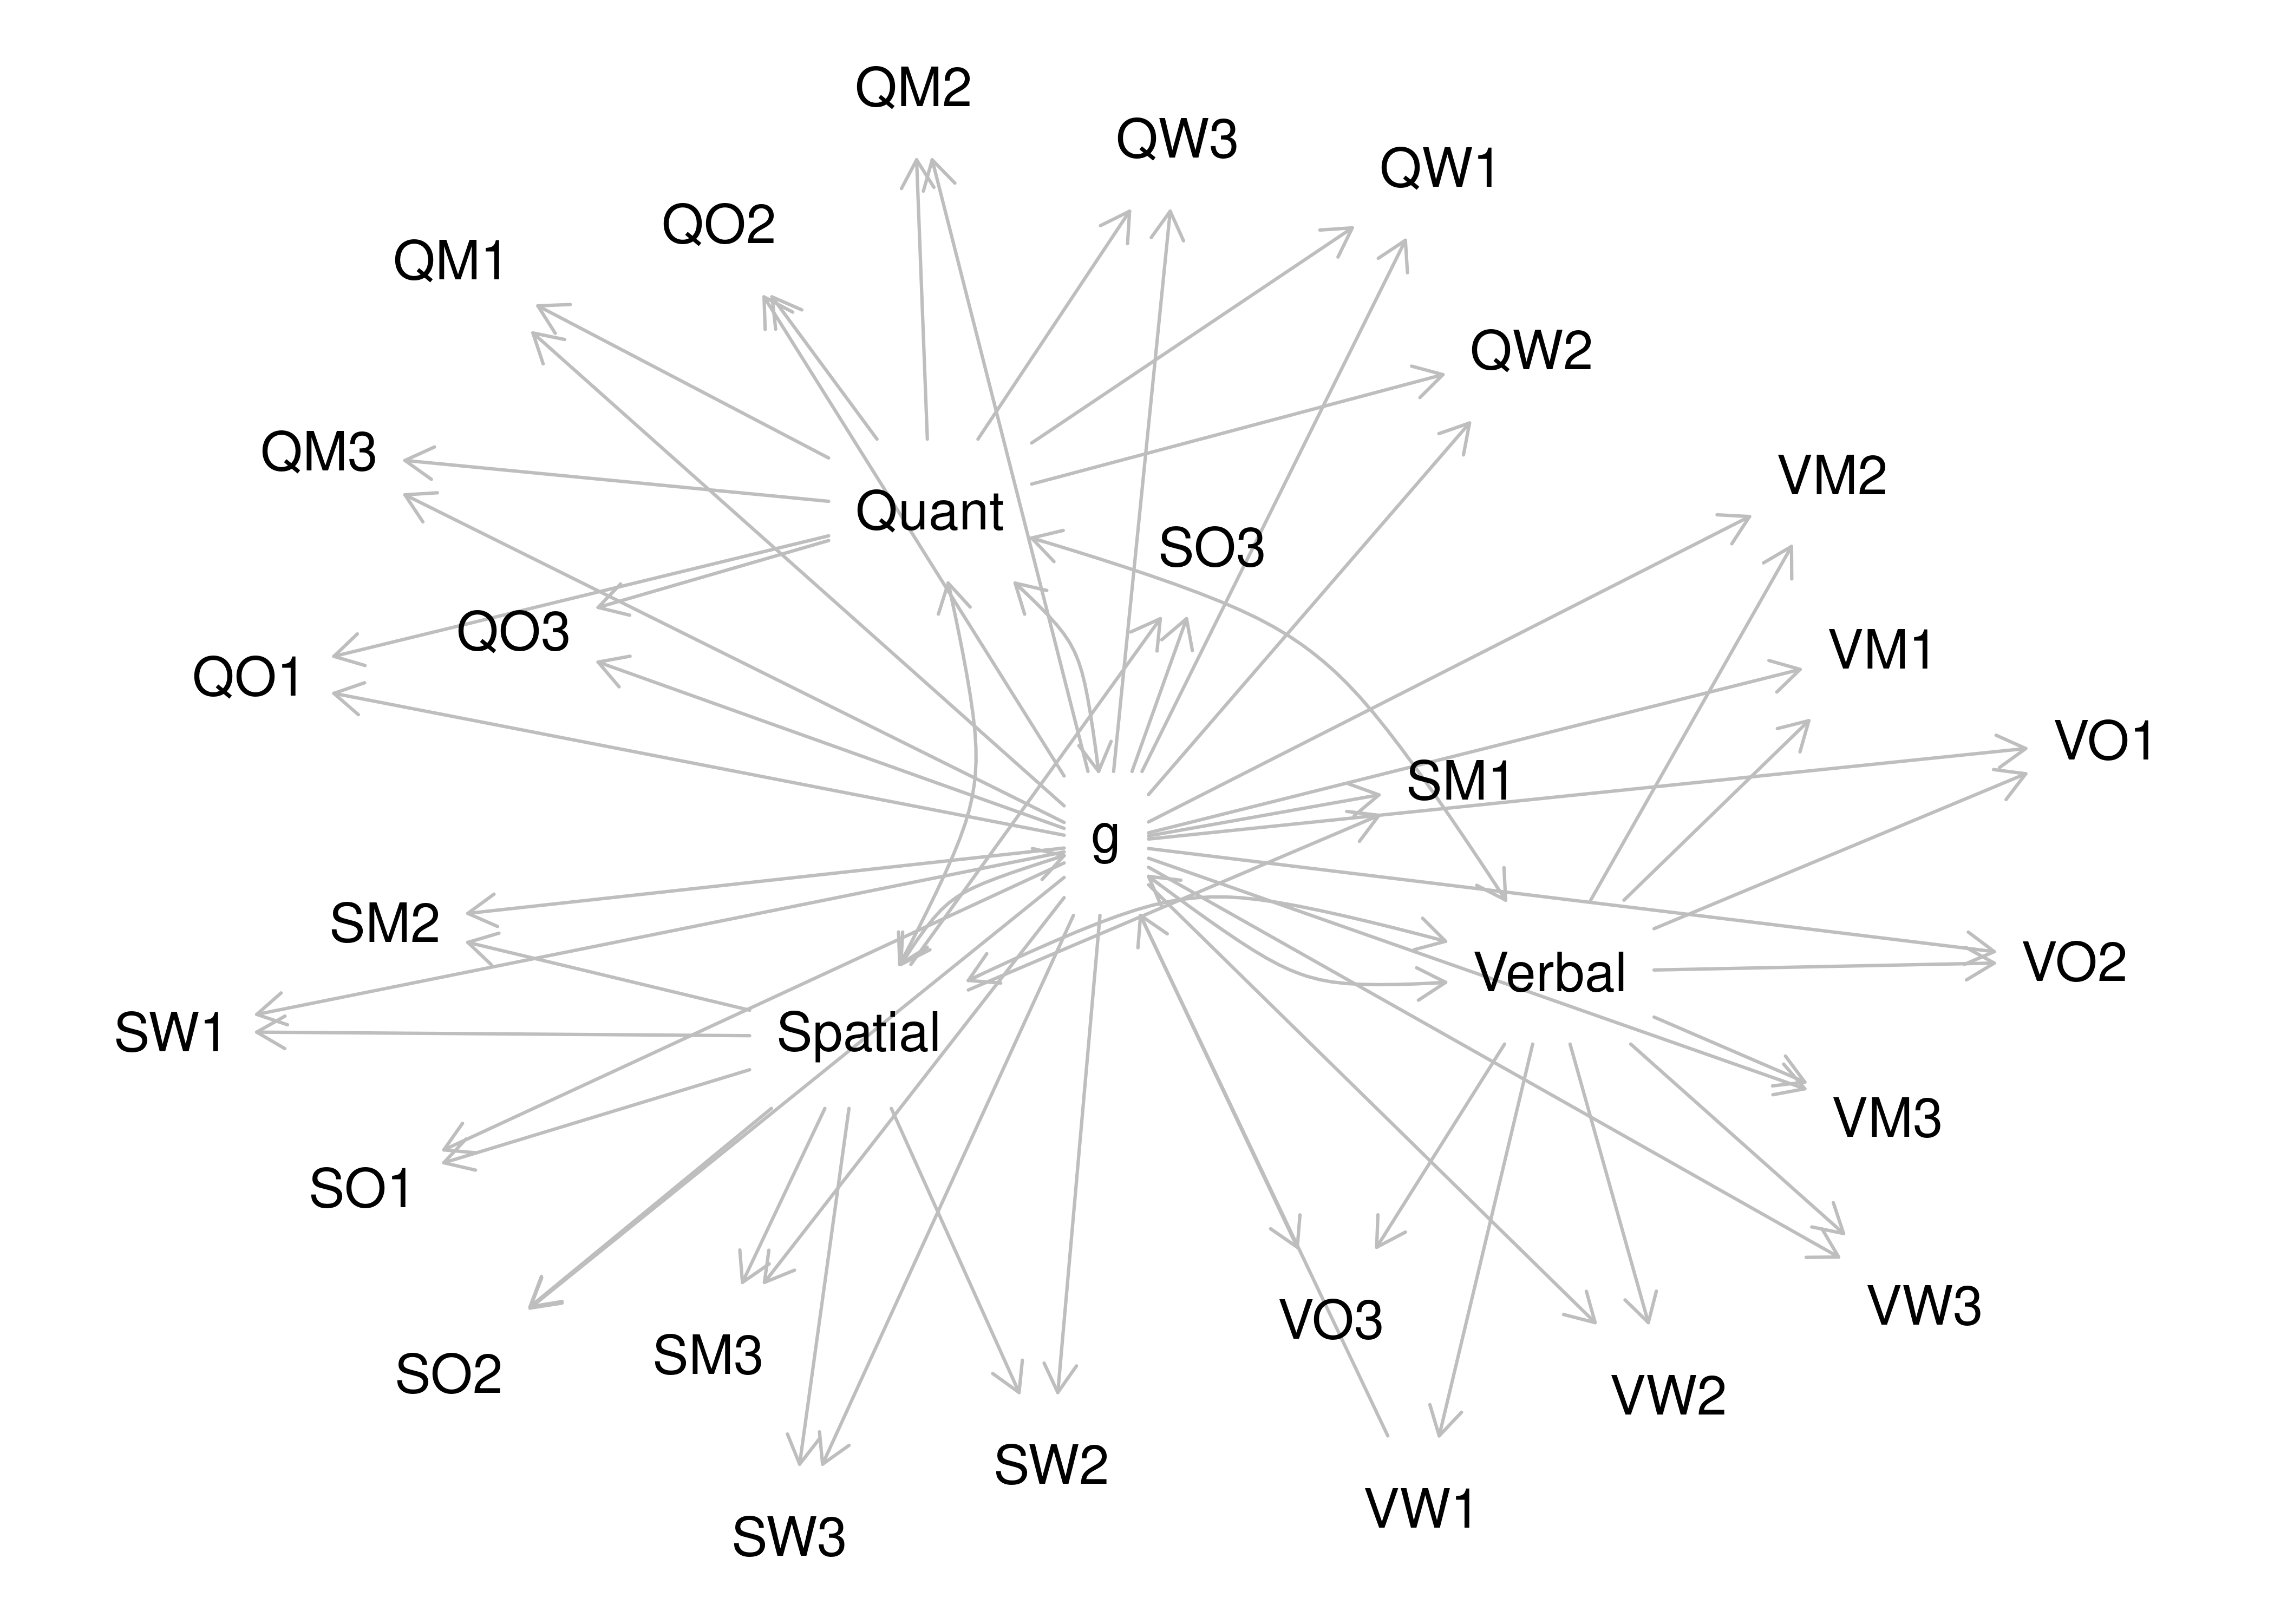 QM2
QW3
QW1
QO2
QM1
QW2
QM3
VM2
Quant
SO3
QO3
VM1
QO1
VO1
SM1
g
SM2
VO2
Verbal
SW1
Spatial
VM3
SO1
VW3
VO3
SM3
SO2
VW2
SW2
VW1
SW3